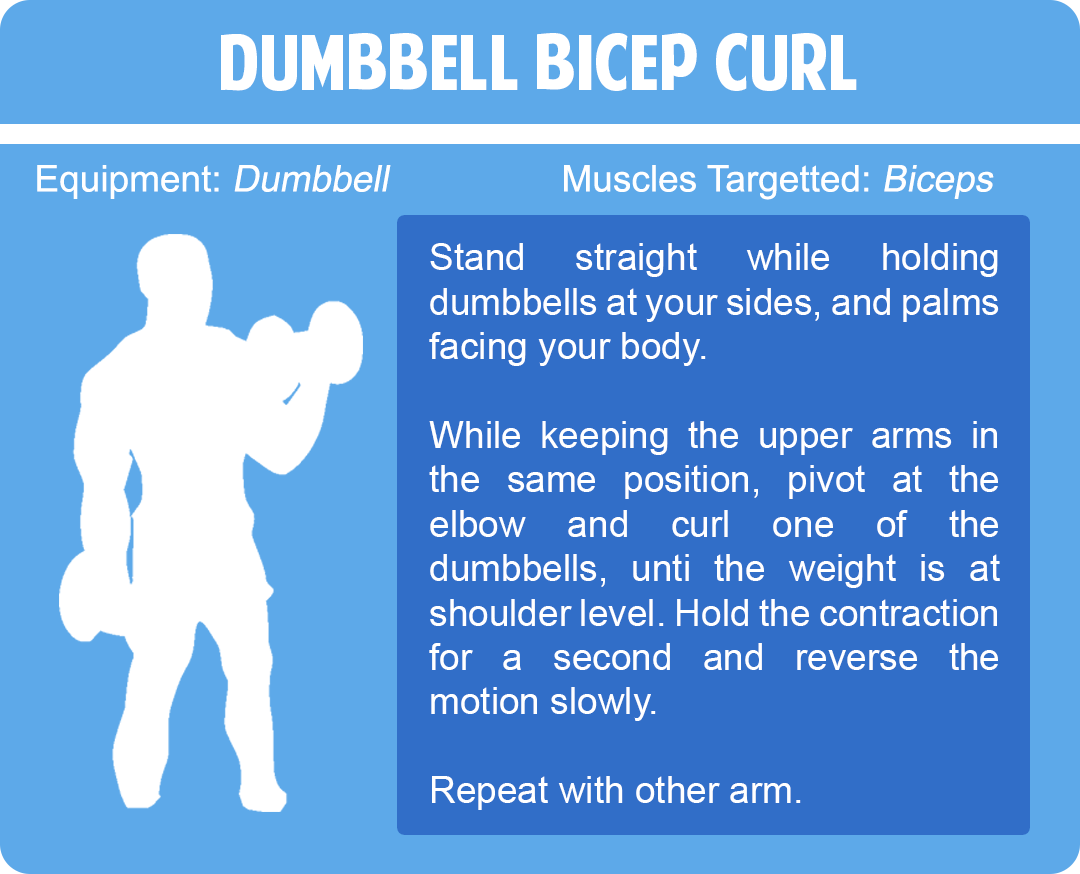 DUMBBELL BICEP CURL
Equipment: Dumbbell
Muscles Targetted: Biceps
Stand straight while holding
dumbbells at your sides, and palms
facing your body.
While keeping the upper arms in
the same position, pivot at the
elbow and curl one of the
dumbbells, unti the weight is at
shoulder level. Hold the contraction
for a second and reverse the
motion slowly.
Repeat with other arm.